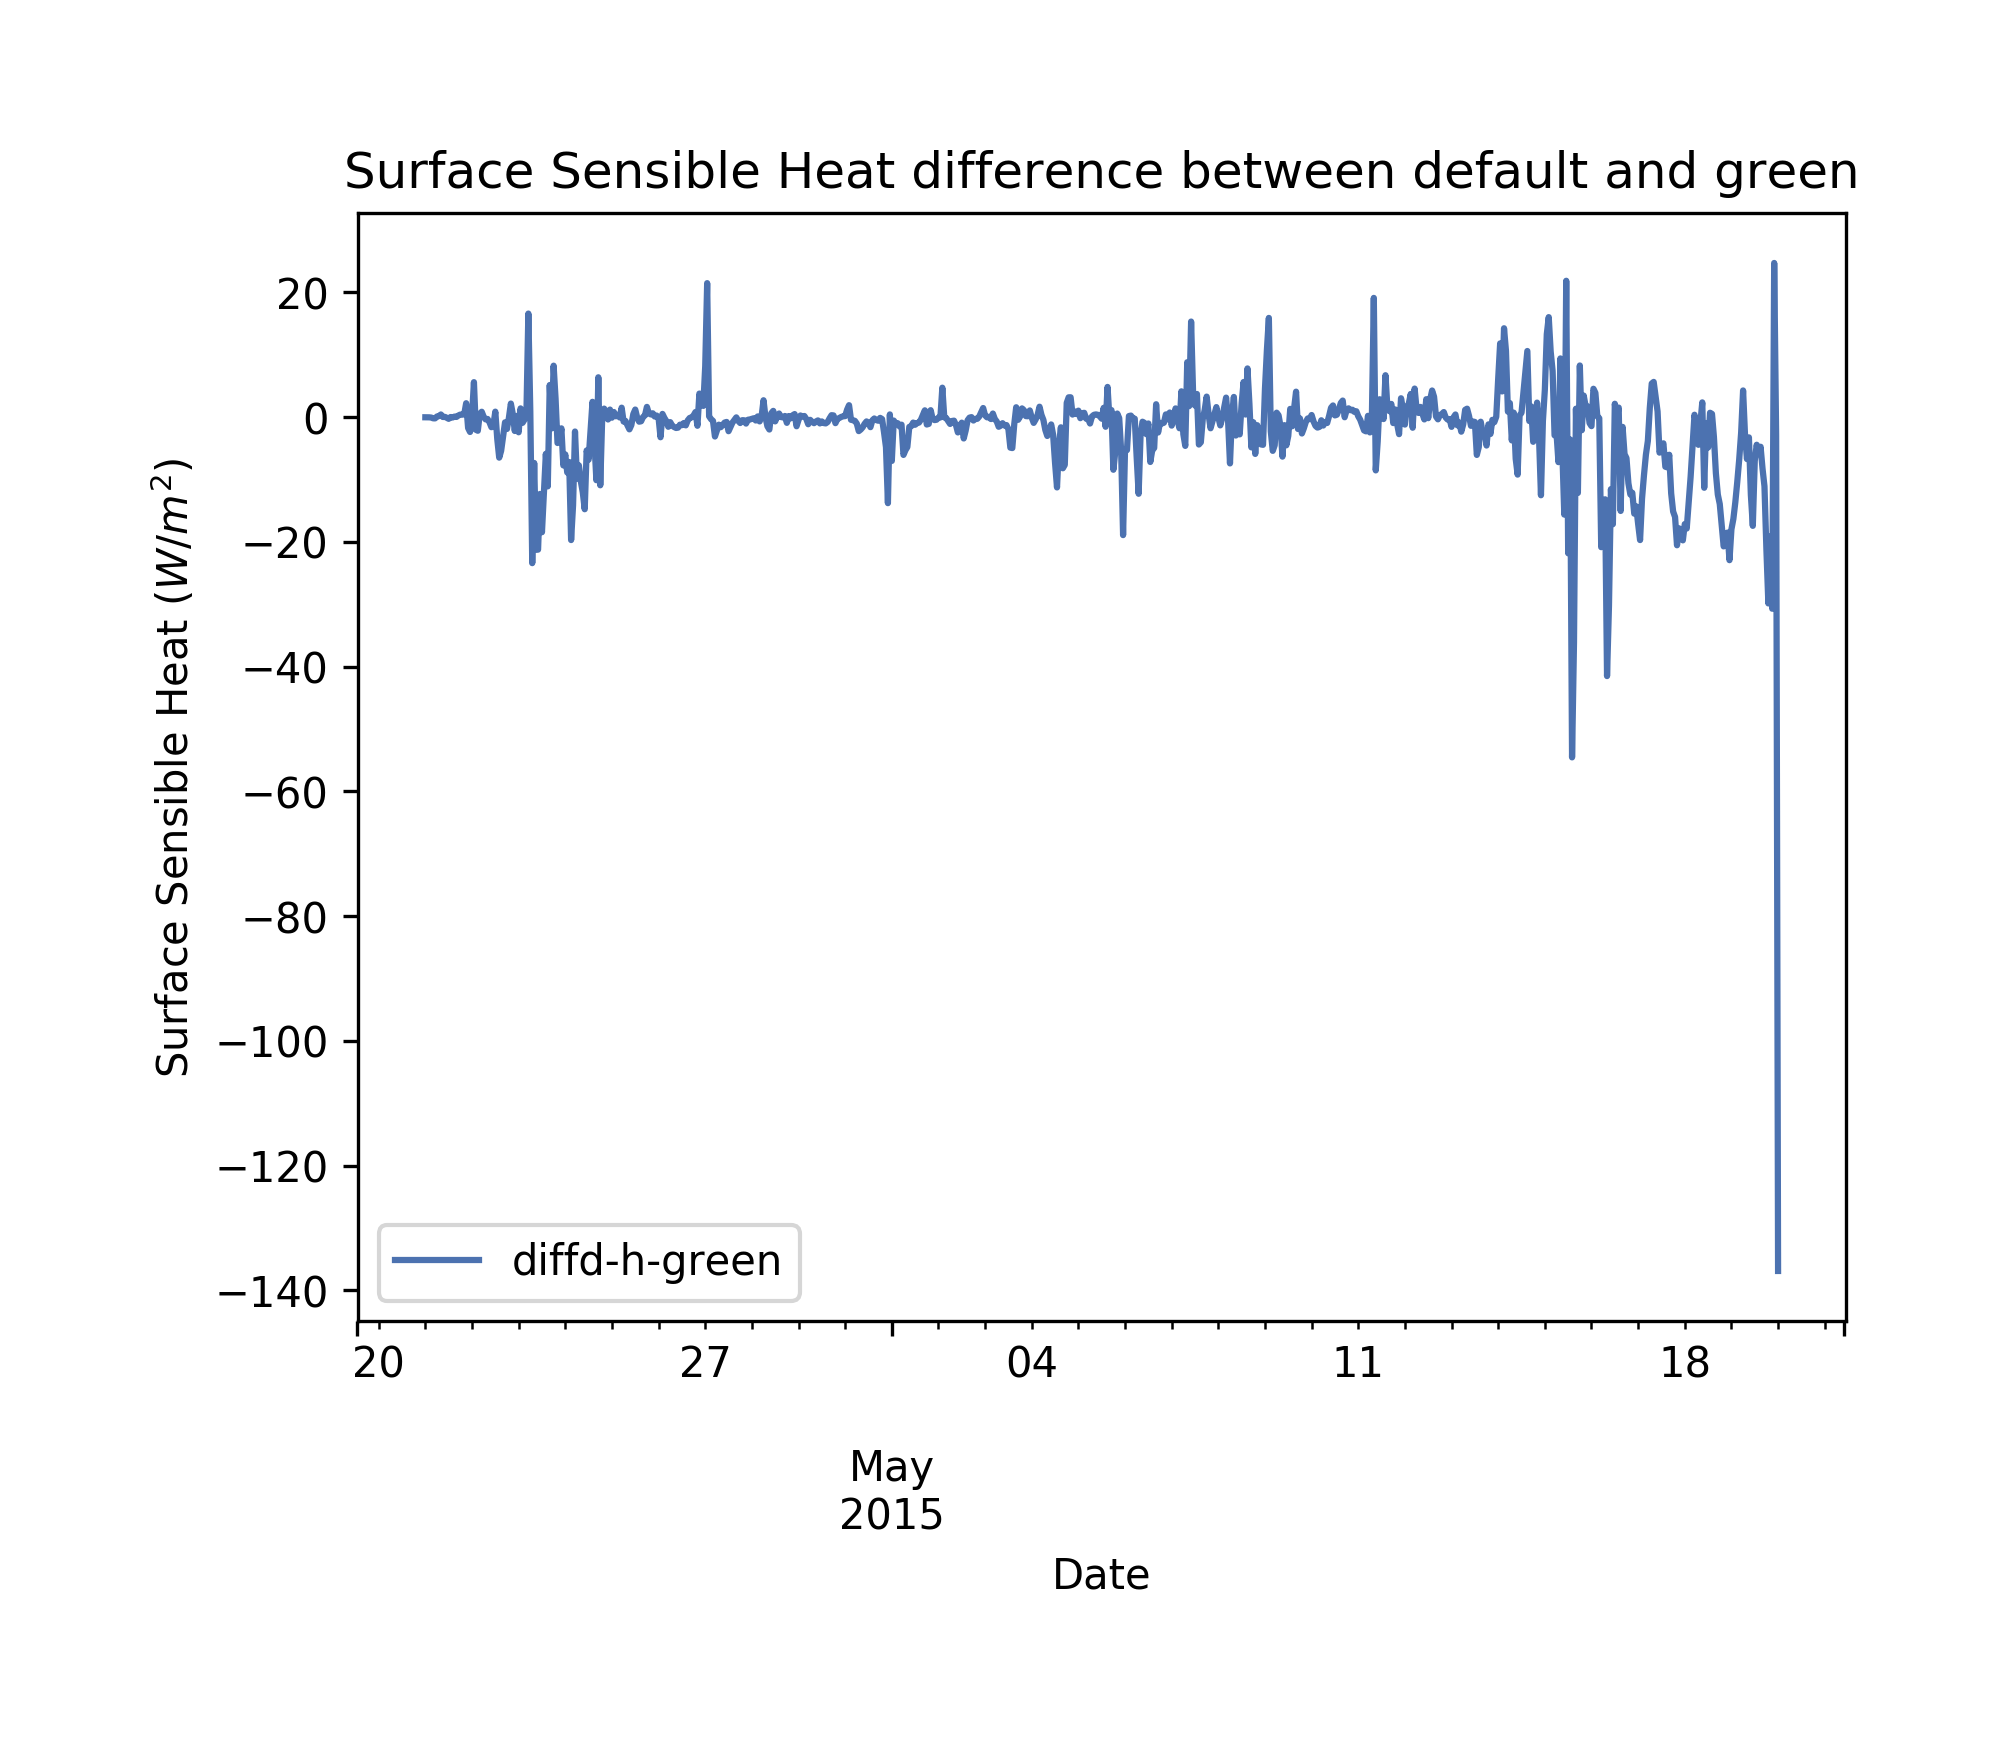 Surface Sensible Heat difference between default and green
Surface Sensible Heat (W/m²)
20
0
−20
−40
−60
−80
−100
−120
−140
diffd-h-green
20 27 04 11 18
May
2015
Date